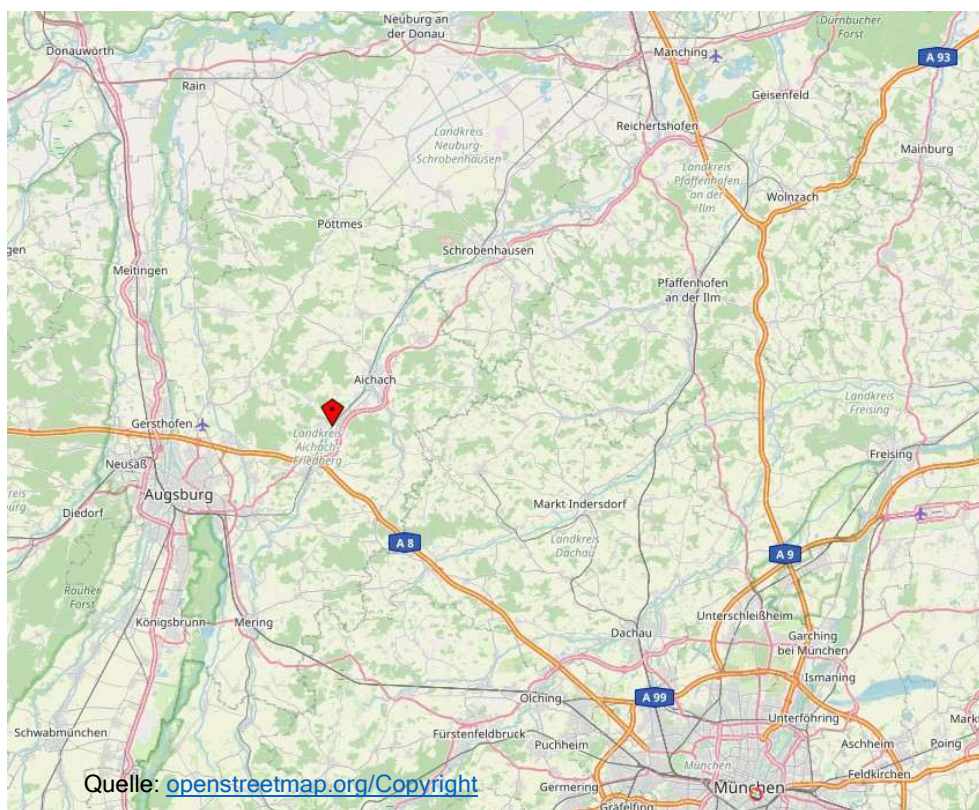 Neuburg an
der Donau
Dürnbucher
Forst
Donauwörth
Manching
A 93
Rain
Geisenfeld
Landkreis
Neuburg-
Schrobenhausen
Reichertshofen
Mainburg
Landkreis
Pfaffenhofen
an der
Ilm
Wolnzach
Pöttmes
gen
Schrobenhausen
Meitingen
Pfaffenhofen
an der Ilm
Aichach
Landkreis
Freising
Gersthofen
Landkreis
Aichach-
Friedberg
Freising
Neusäß
Augsburg
Markt Indersdorf
Diedorf
A 8
Landkreis
Dachau
A 9
Rauher
Forst
Königsbrunn
Mering
Unterschleißheim
Dachau
Garching
bei München
Ismaning
Olching
A 99
Unterföhring
Mark
Schwabmünchen
Fürstenfeldbruck
Puchheim
Aschheim
Poing
München
Feldkirchen
Quelle: openstreetmap.org/Copyright
Germering
München
Gräfelfing